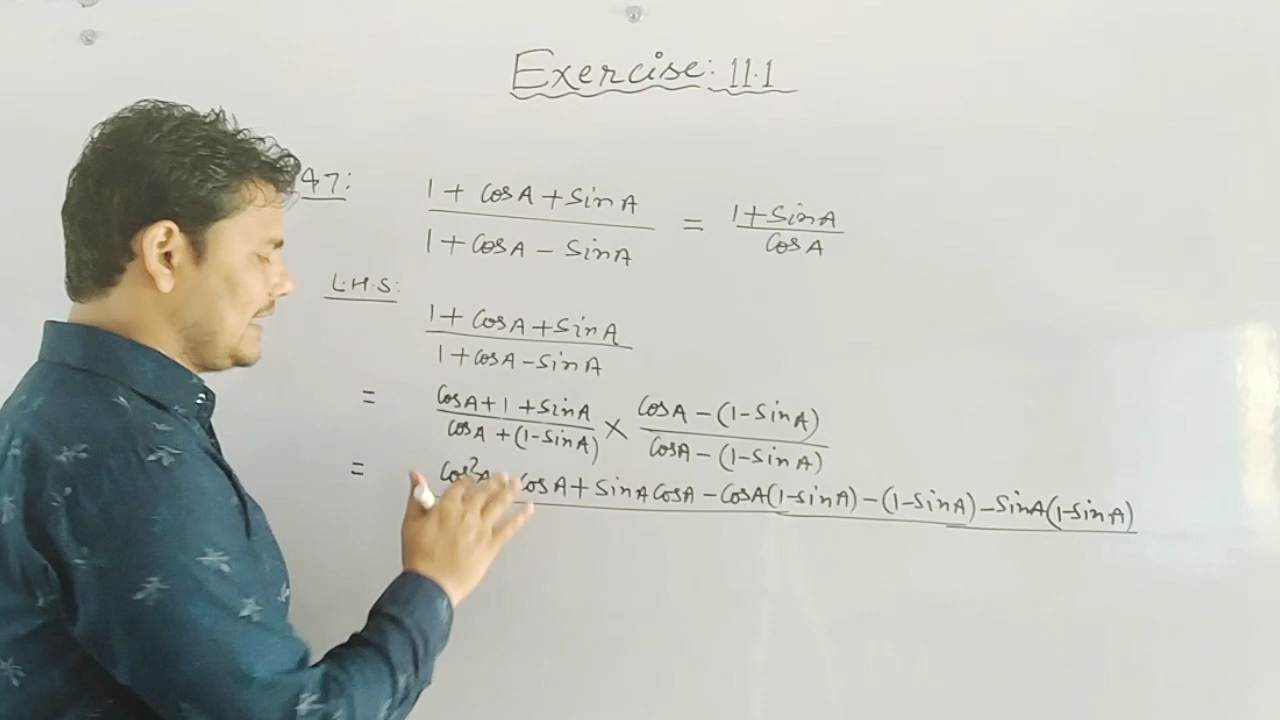 Exercise: 11.1
47:
1 + CosA + SinA
1 + CosA - SinA
=
1+SinA
CosA
L.H.S:
1 + CosA + SinA
1 + CosA - SinA
=
CosA + 1 + SinA
CosA + (1-SinA)
×
CosA - (1-SinA)
CosA - (1-SinA)
=
Cos²A CosA + SinA CosA - CosA(1-SinA) - (1-SinA) - SinA(1-SinA)